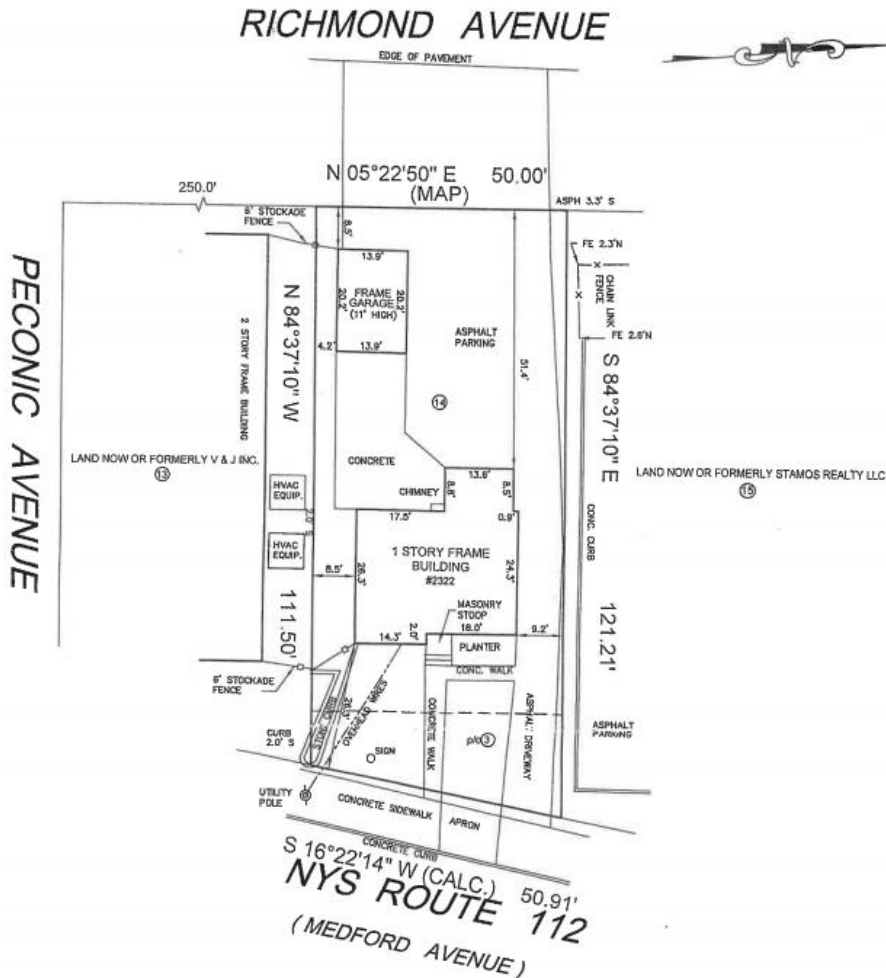 RICHMOND AVENUE
EDGE OF PAVEMENT
N 05°22'50" E 50.00'
(MAP)
250.0'
ASPH 3.3' S
6' STOCKADE
FENCE
8.5'
FE 2.3'N
CHAIN LINK
FENCE
FE 2.6'N
13.9'
FRAME
GARAGE
(11' HIGH)
20.2'
20.2'
13.9'
4.2'
ASPHALT
PARKING
51.4'
PECONIC AVENUE
2 STORY FRAME BUILDING
N 84°37'10" W
111.50'
S 84°37'10" E
121.21'
14
LAND NOW OR FORMERLY V & J INC.
13
CONCRETE
LAND NOW OR FORMERLY STAMOS REALTY LLC
15
HVAC
EQUIP.
2.0' S
HVAC
EQUIP.
CHIMNEY
13.6'
8.8'
8.5'
17.5'
0.9'
CONC. CURB
1 STORY FRAME
BUILDING
#2322
8.5'
26.3'
24.3'
MASONRY
STOOP
14.3'
2.0'
18.0'
9.2'
PLANTER
CONC. WALK
6' STOCKADE
FENCE
STONE CURB
OVERHEAD WIRES
CONCRETE WALK
p/o 3
ASPHALT DRIVEWAY
ASPHALT
PARKING
CURB
2.0' S
SIGN
UTILITY
POLE
CONCRETE SIDEWALK
APRON
CONCRETE CURB
S 16°22'14" W (CALC.) 50.91'
NYS ROUTE 112
(MEDFORD AVENUE)